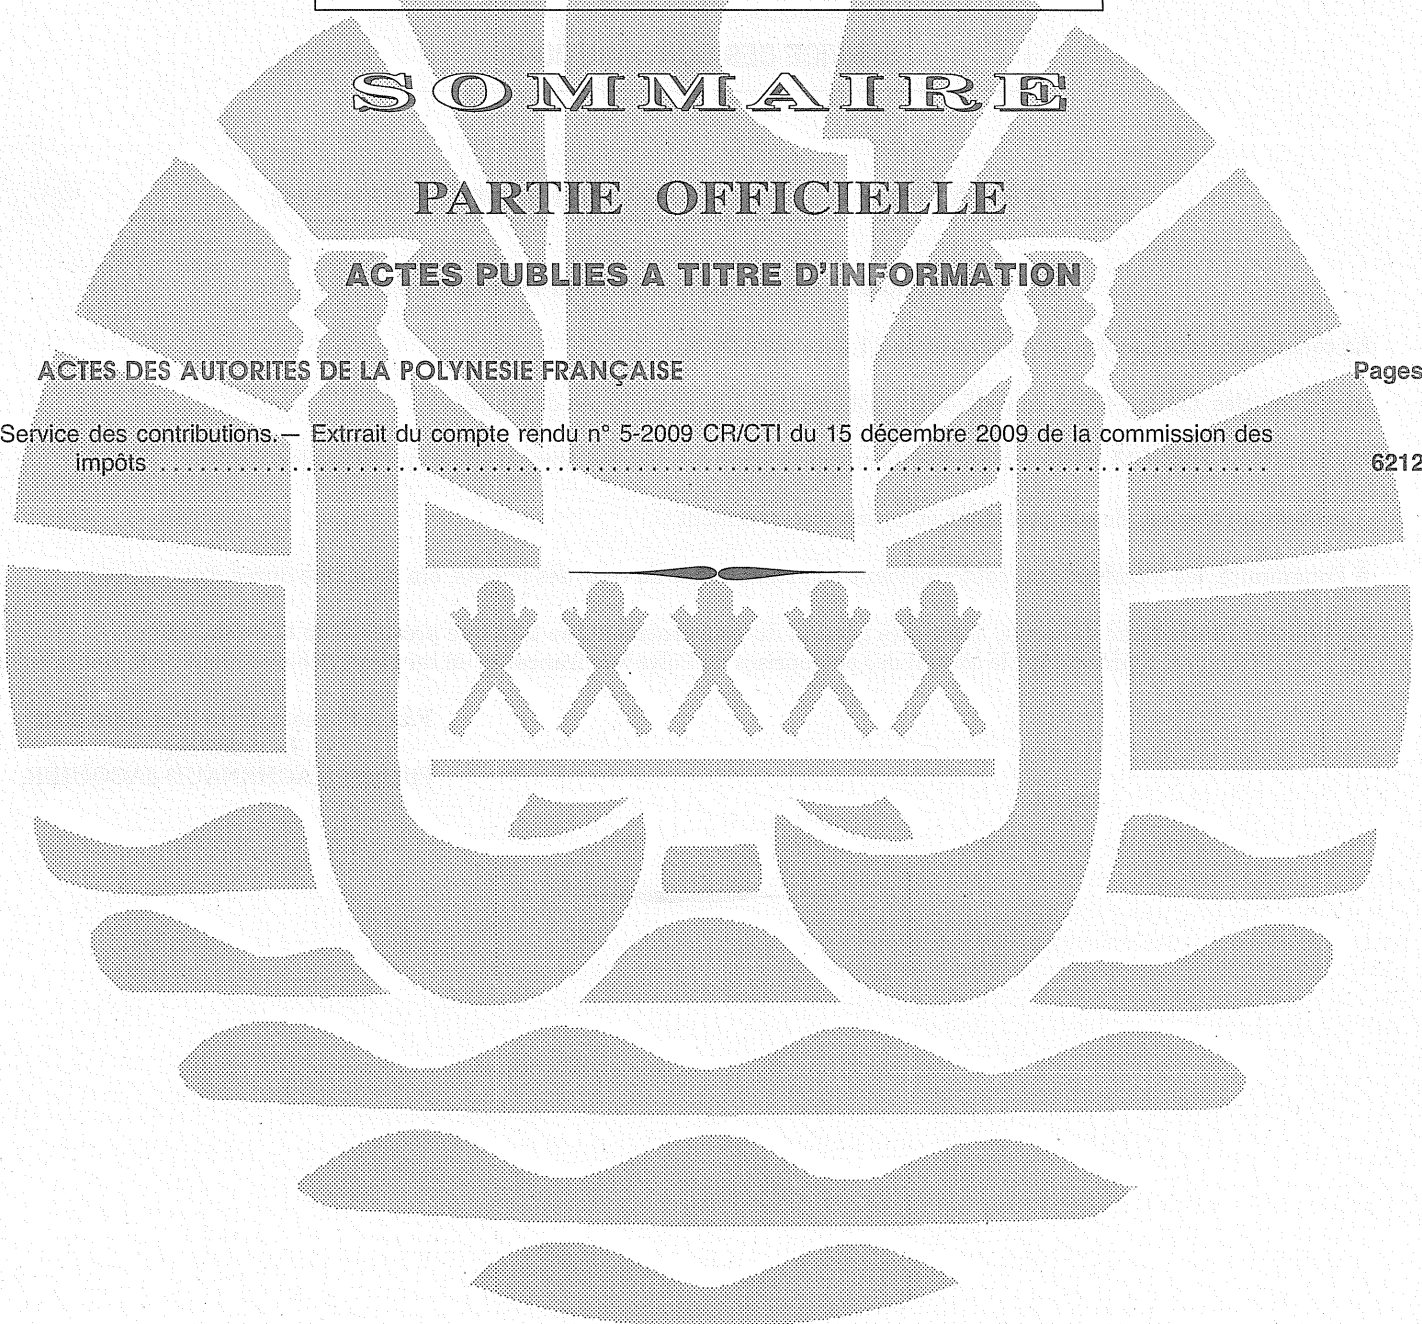 SOMMAIRE
PARTIE OFFICIELLE
ACTES PUBLIES A TITRE D'INFORMATION
ACTES DES AUTORITES DE LA POLYNESIE FRANÇAISE Pages
Service des contributions.— Extrrait du compte rendu n° 5-2009 CR/CTI du 15 décembre 2009 de la commission des
impôts ........................................................................................ 6212